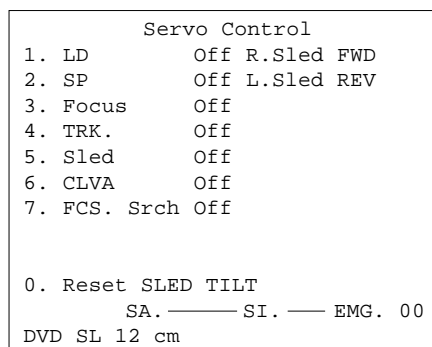 Servo Control
1. LD Off R.Sled FWD
2. SP Off L.Sled REV
3. Focus Off
4. TRK. Off
5. Sled Off
6. CLVA Off
7. FCS. Srch Off
0. Reset SLED TILT
SA. SI. EMG. 00
DVD SL 12 cm